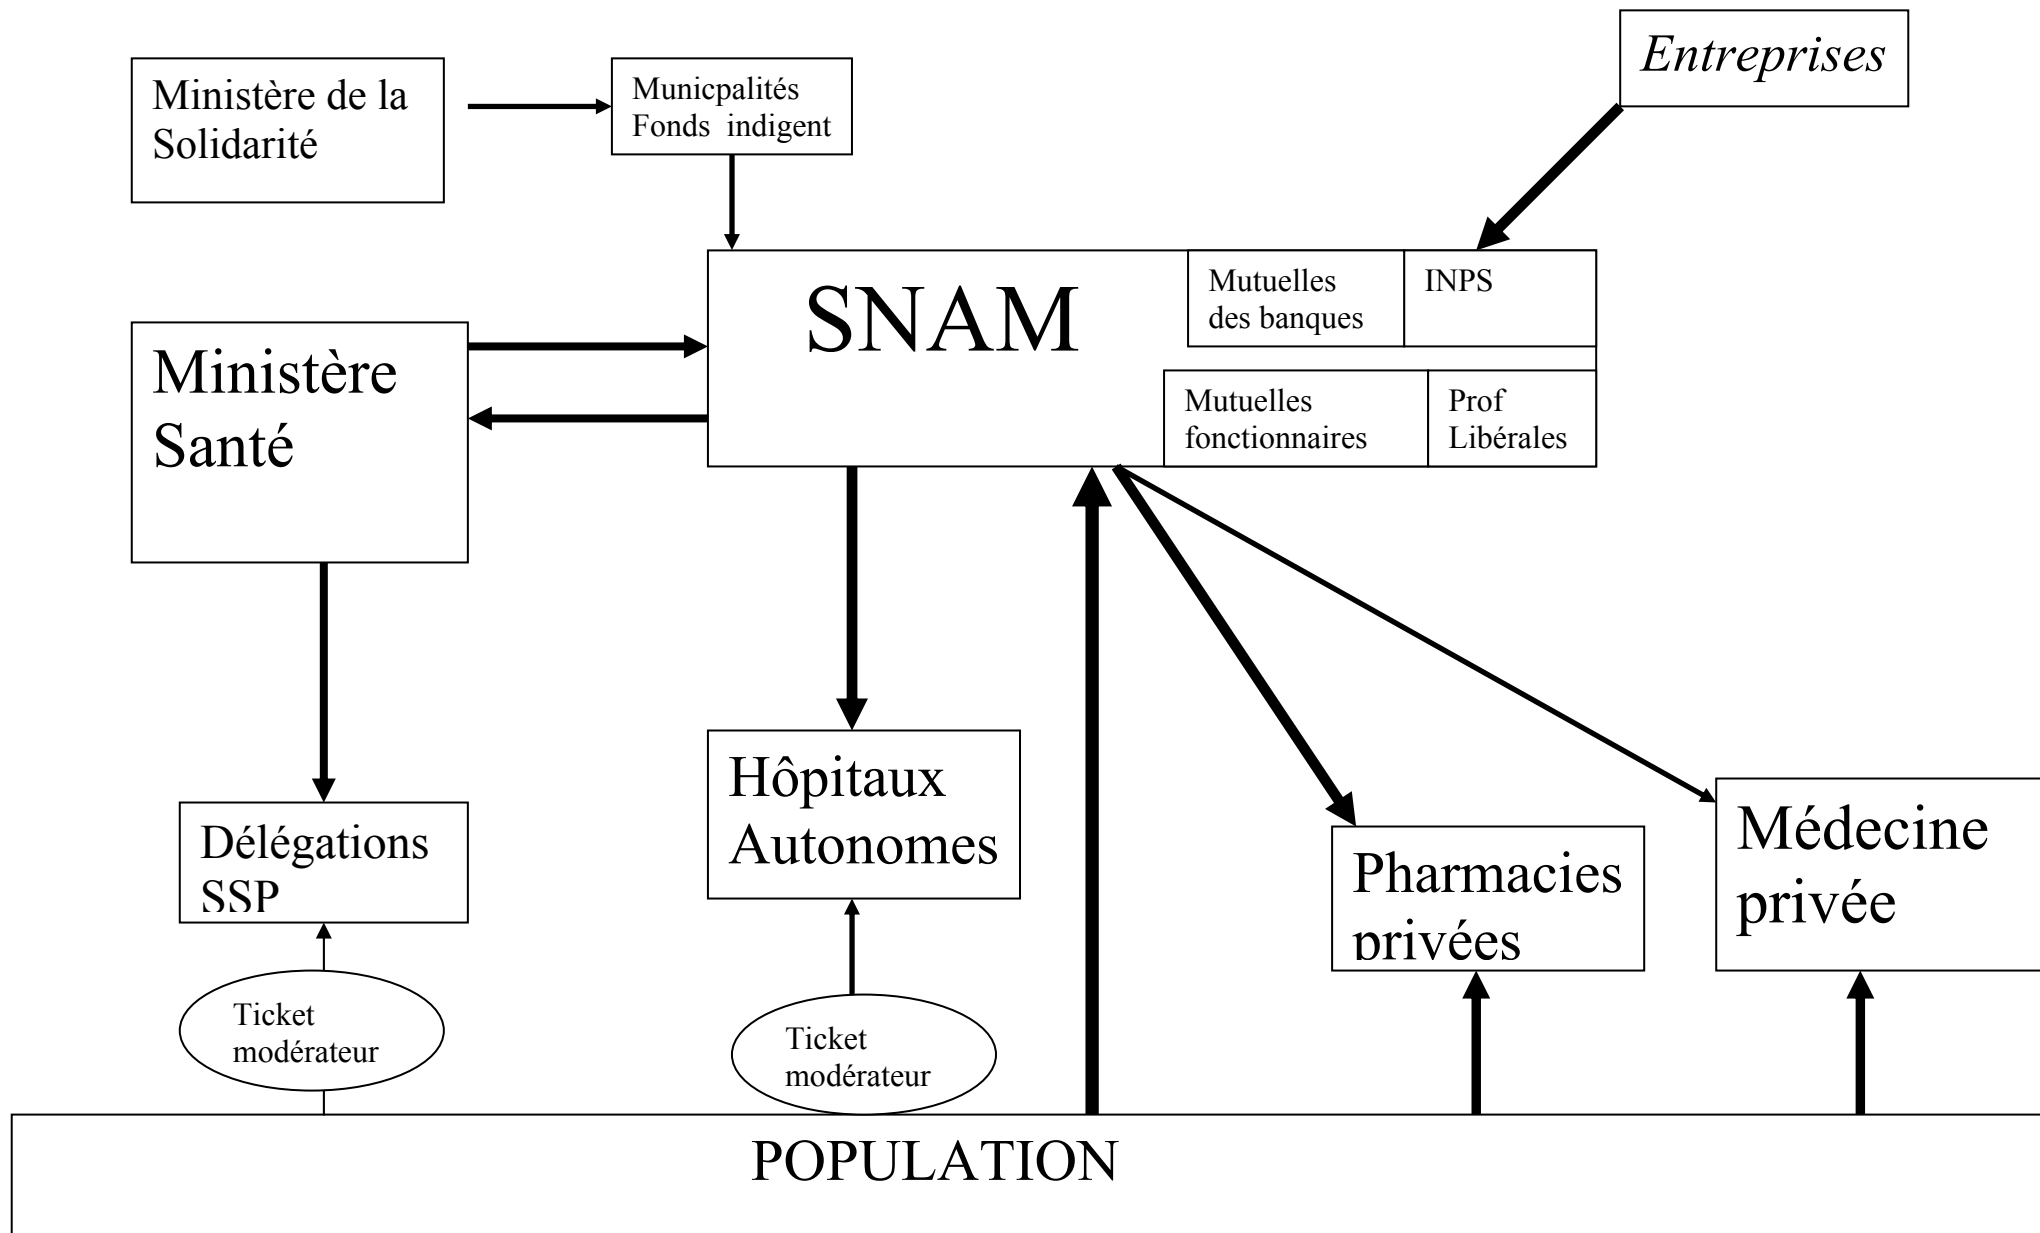 Entreprises
Ministère de la
Solidarité
Municpalités
Fonds indigent
SNAM
Mutuelles
des banques
INPS
Mutuelles
fonctionnaires
Prof
Libérales
Ministère
Santé
Délégations
SSP
Hôpitaux
Autonomes
Pharmacies
privées
Médecine
privée
Ticket
modérateur
Ticket
modérateur
POPULATION